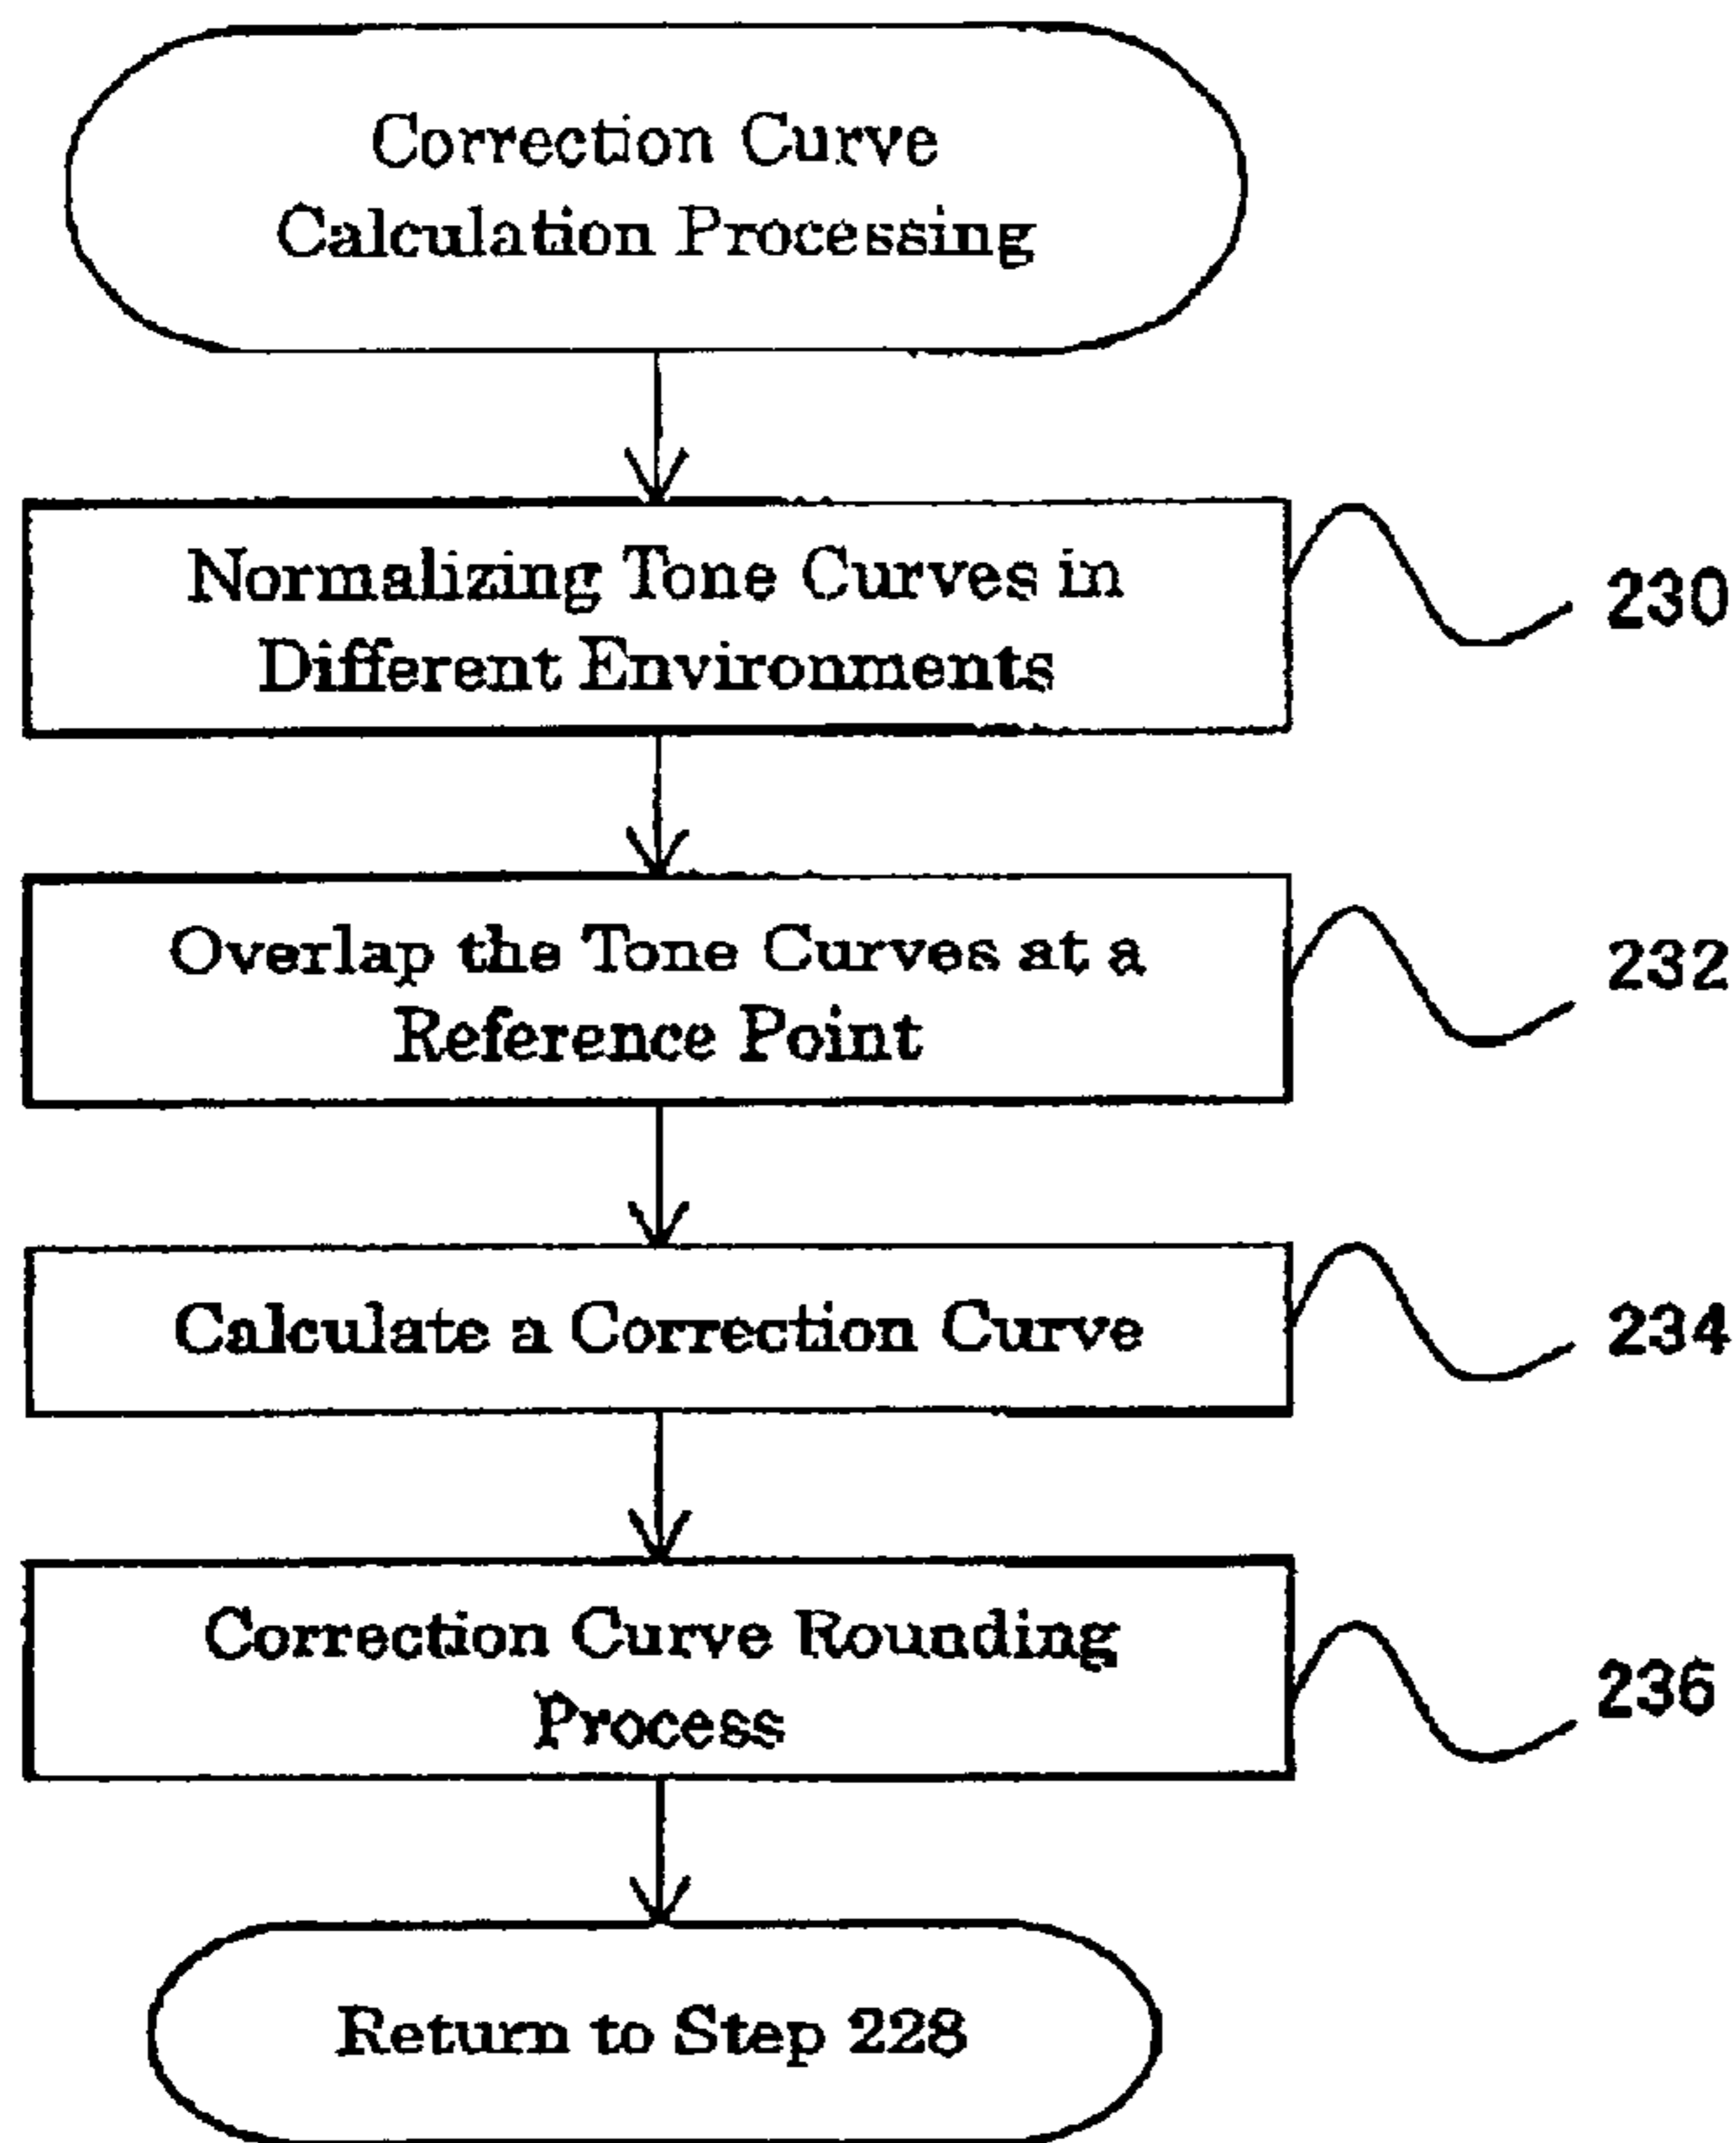 Correction Curve
Calculation Processing
Normalizing Tone Curves in
Different Environments
230
Overlap the Tone Curves at a
Reference Point
232
Calculate a Correction Curve
234
Correction Curve Rounding
Process
236
Return to Step 228